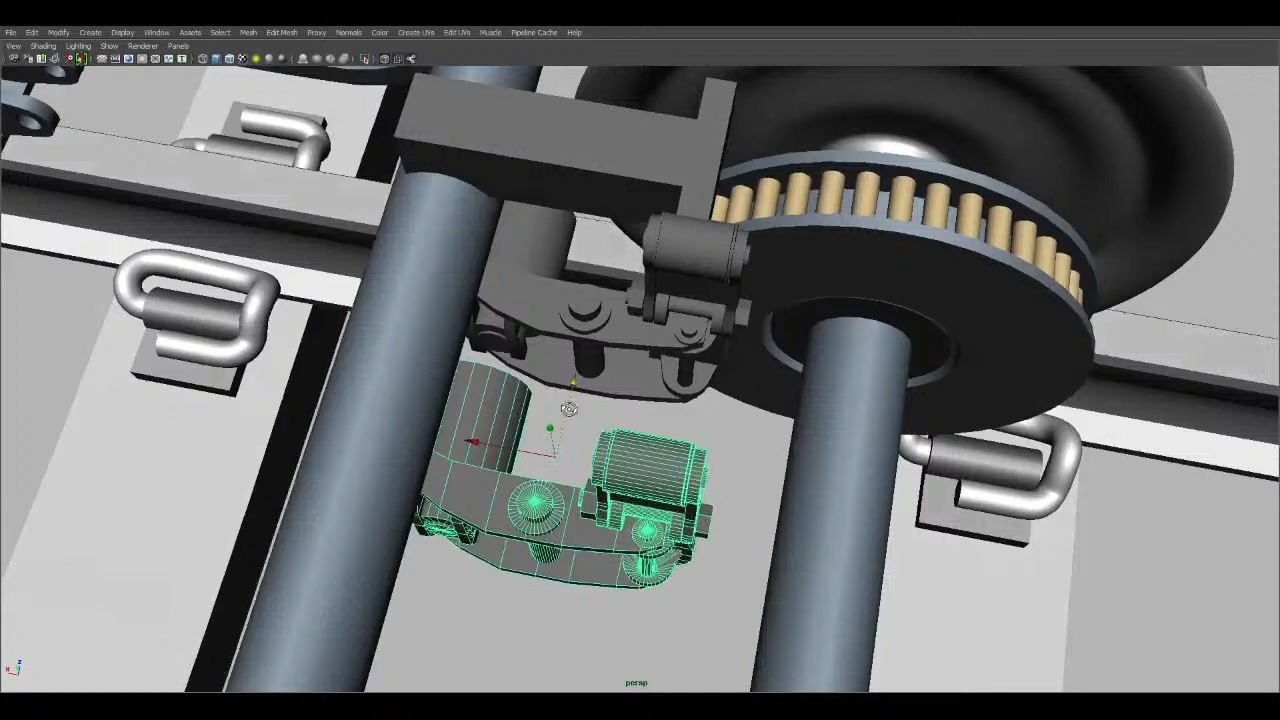 File Edit Modify Create Display Window Assets Select Mesh Edit Mesh Proxy Normals Color Create UVs Edit UVs Muscle Pipeline Cache Help
View Shading Lighting Show Renderer Panels
persp